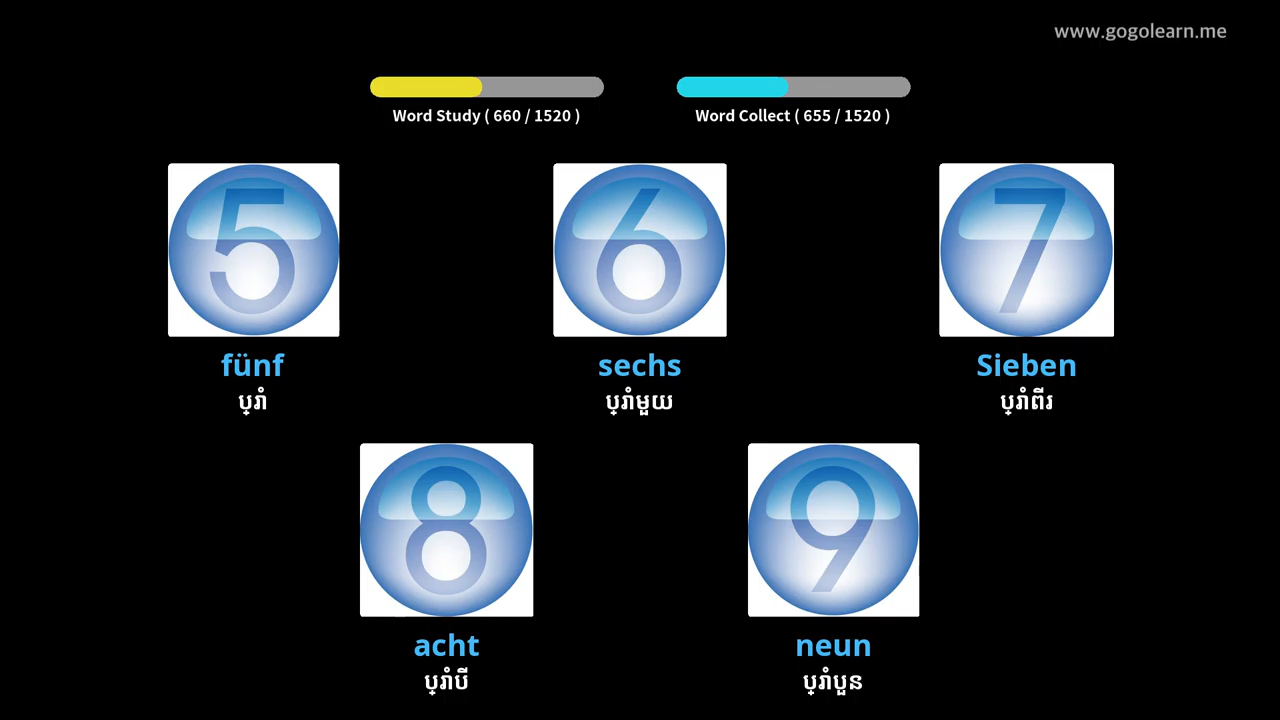 www.gogolearn.me
Word Study ( 660 / 1520 )
Word Collect ( 655 / 1520 )
5
6
7
fünf
sechs
Sieben
ប្រាំ
ប្រាំមួយ
ប្រាំពីរ
8
9
acht
neun
ប្រាំបី
ប្រាំបួន